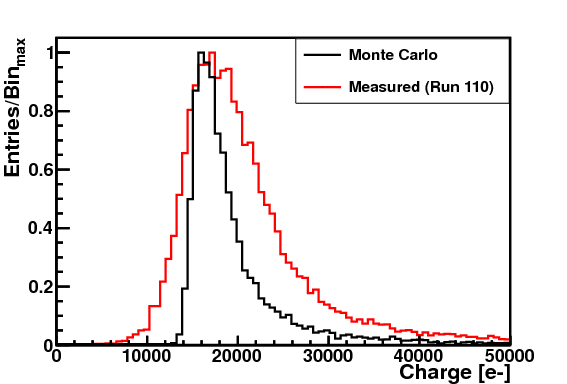 Entries/Bin_max
1
0.8
0.6
0.4
0.2
0
Monte Carlo
Measured (Run 110)
0 10000 20000 30000 40000 50000
Charge [e-]